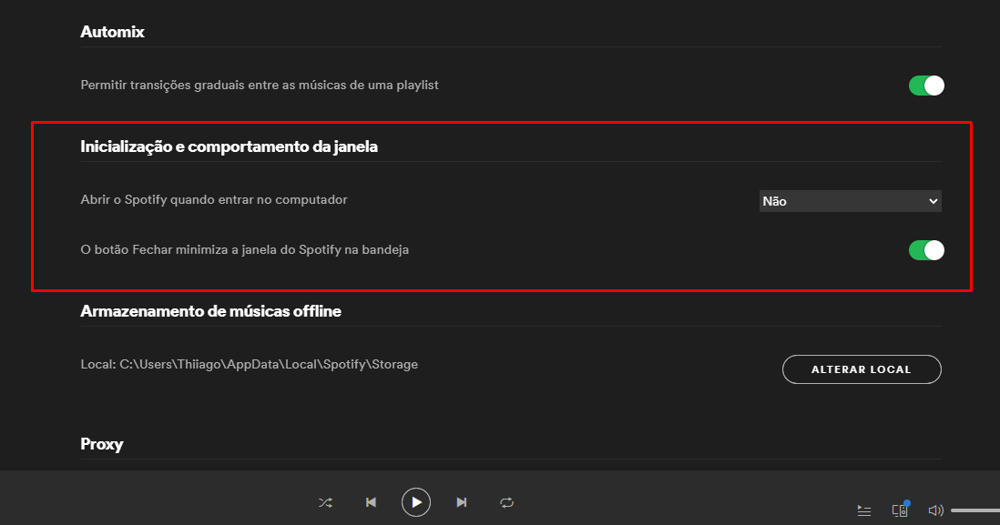 Automix
Permitir transições graduais entre as músicas de uma playlist
Inicialização e comportamento da janela
Abrir o Spotify quando entrar no computador
Não
O botão Fechar minimiza a janela do Spotify na bandeja
Armazenamento de músicas offline
Local: C:\Users\Thiiago\AppData\Local\Spotify\Storage
ALTERAR LOCAL
Proxy